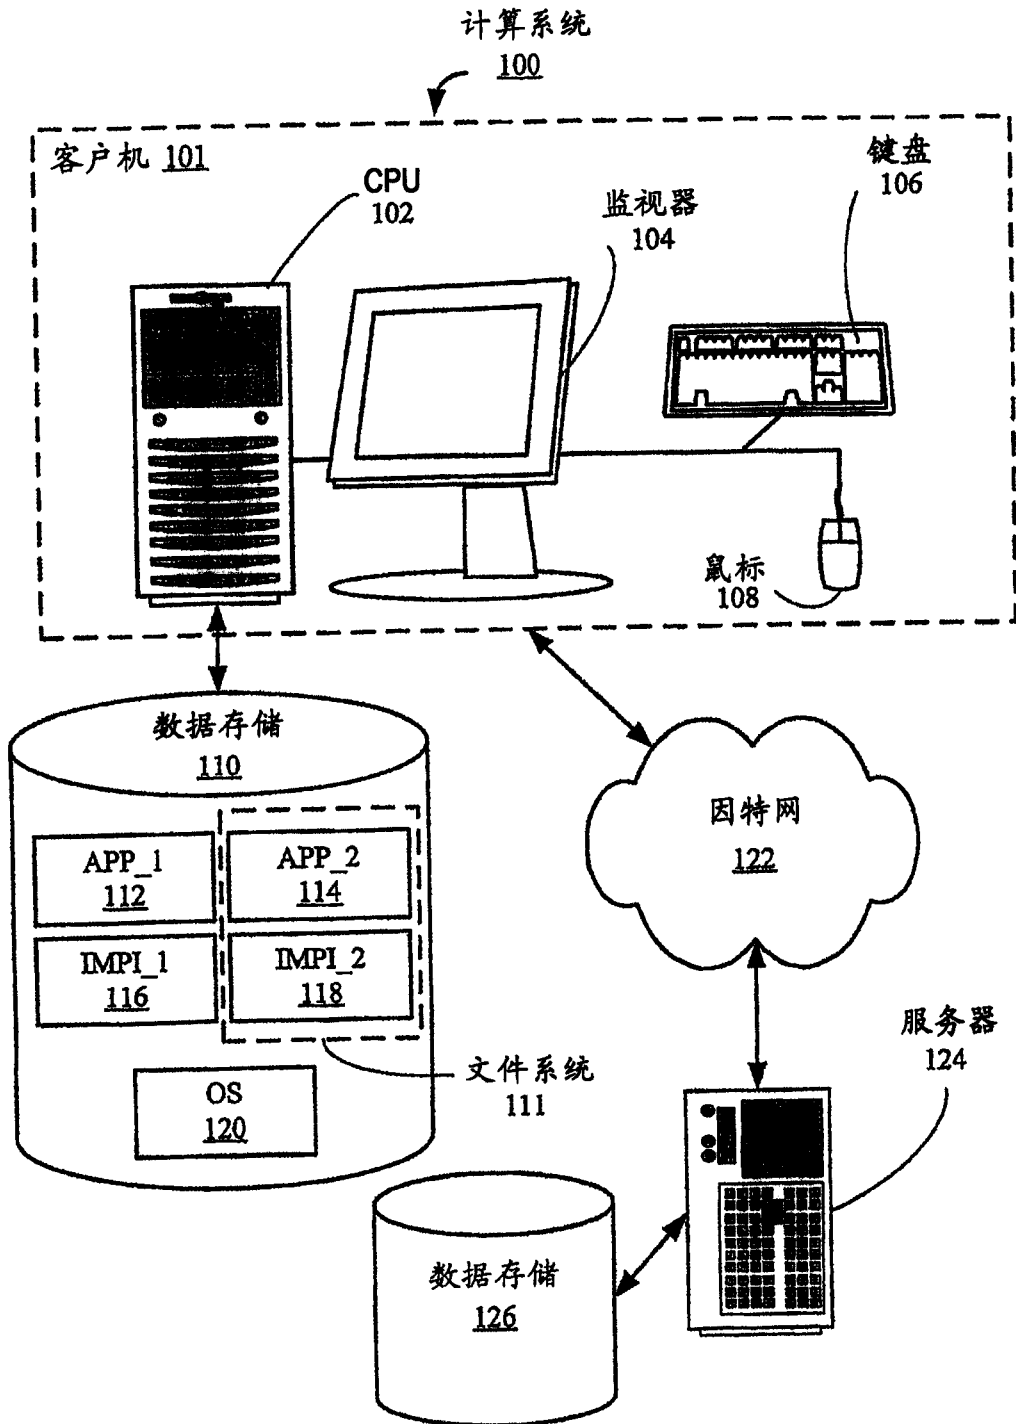 计算系统
100
客户机 101
CPU
102
监视器
104
键盘
106
鼠标
108
数据存储
110
APP_1
112
APP_2
114
IMPI_1
116
IMPI_2
118
文件系统
111
OS
120
因特网
122
服务器
124
数据存储
126